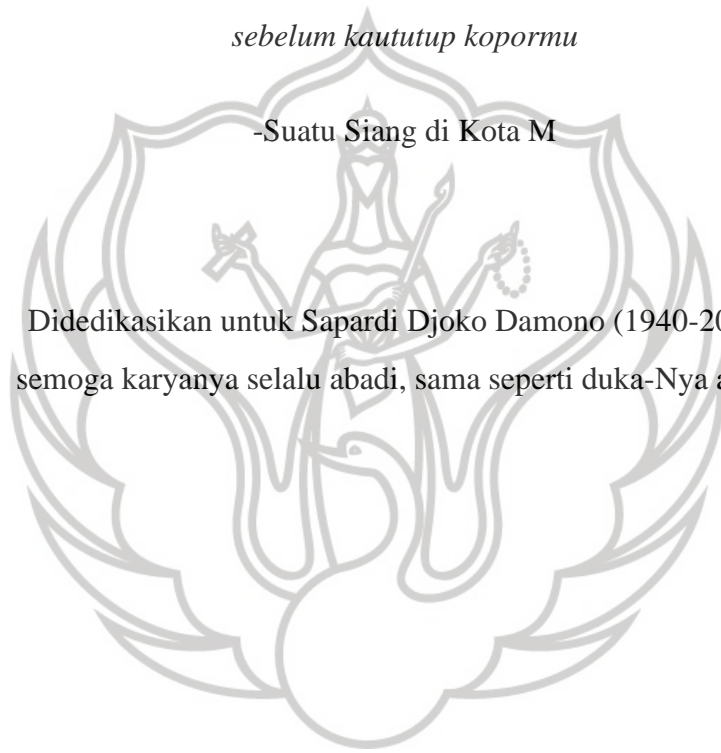 sebelum kaututup kopormu
-Suatu Siang di Kota M
Didedikasikan untuk Sapardi Djoko Damono (1940-20
semoga karyanya selalu abadi, sama seperti duka-Nya a